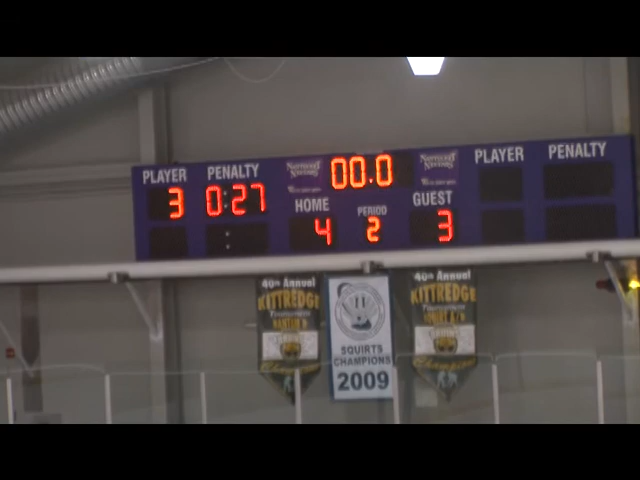 PLAYER PENALTY 00.0 PLAYER PENALTY
3 0:27 HOME PERIOD GUEST
4 2 3
40th Annual
KITTREDGE
40th Annual
KITTREDGE
SQUIRTS
CHAMPIONS
2009